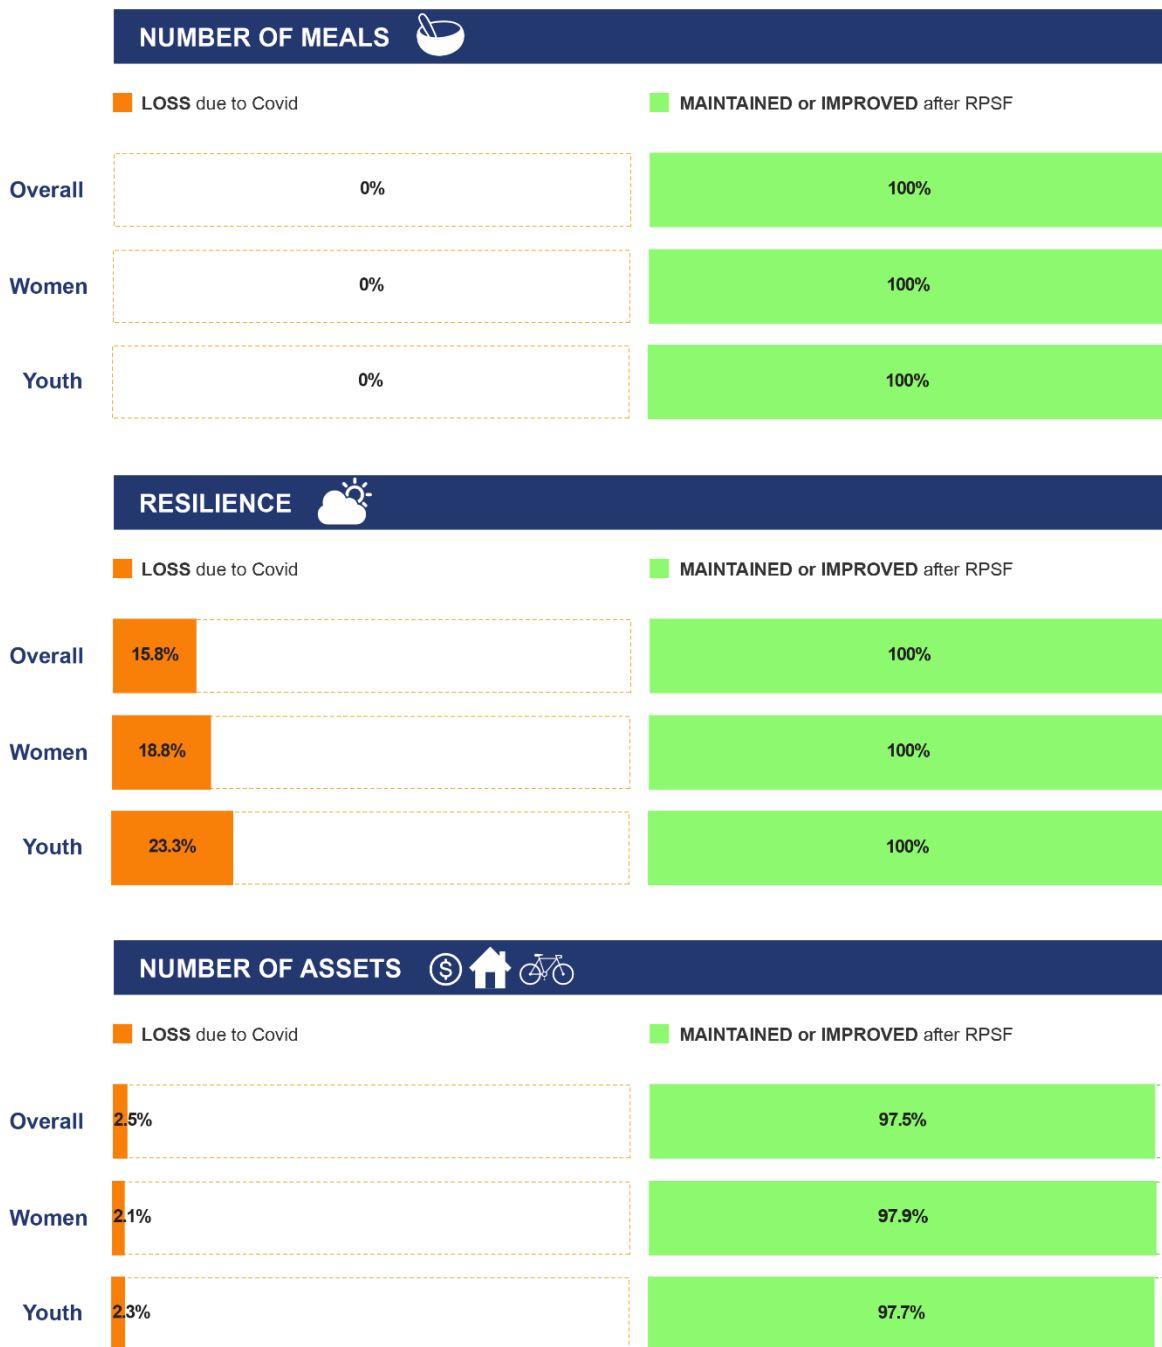 NUMBER OF MEALS
LOSS due to Covid
MAINTAINED or IMPROVED after RPSF
Overall 0% 100%
Women 0% 100%
Youth 0% 100%
RESILIENCE
LOSS due to Covid
MAINTAINED or IMPROVED after RPSF
Overall 15.8% 100%
Women 18.8% 100%
Youth 23.3% 100%
NUMBER OF ASSETS
$
LOSS due to Covid
MAINTAINED or IMPROVED after RPSF
Overall 2.5% 97.5%
Women 2.1% 97.9%
Youth 2.3% 97.7%